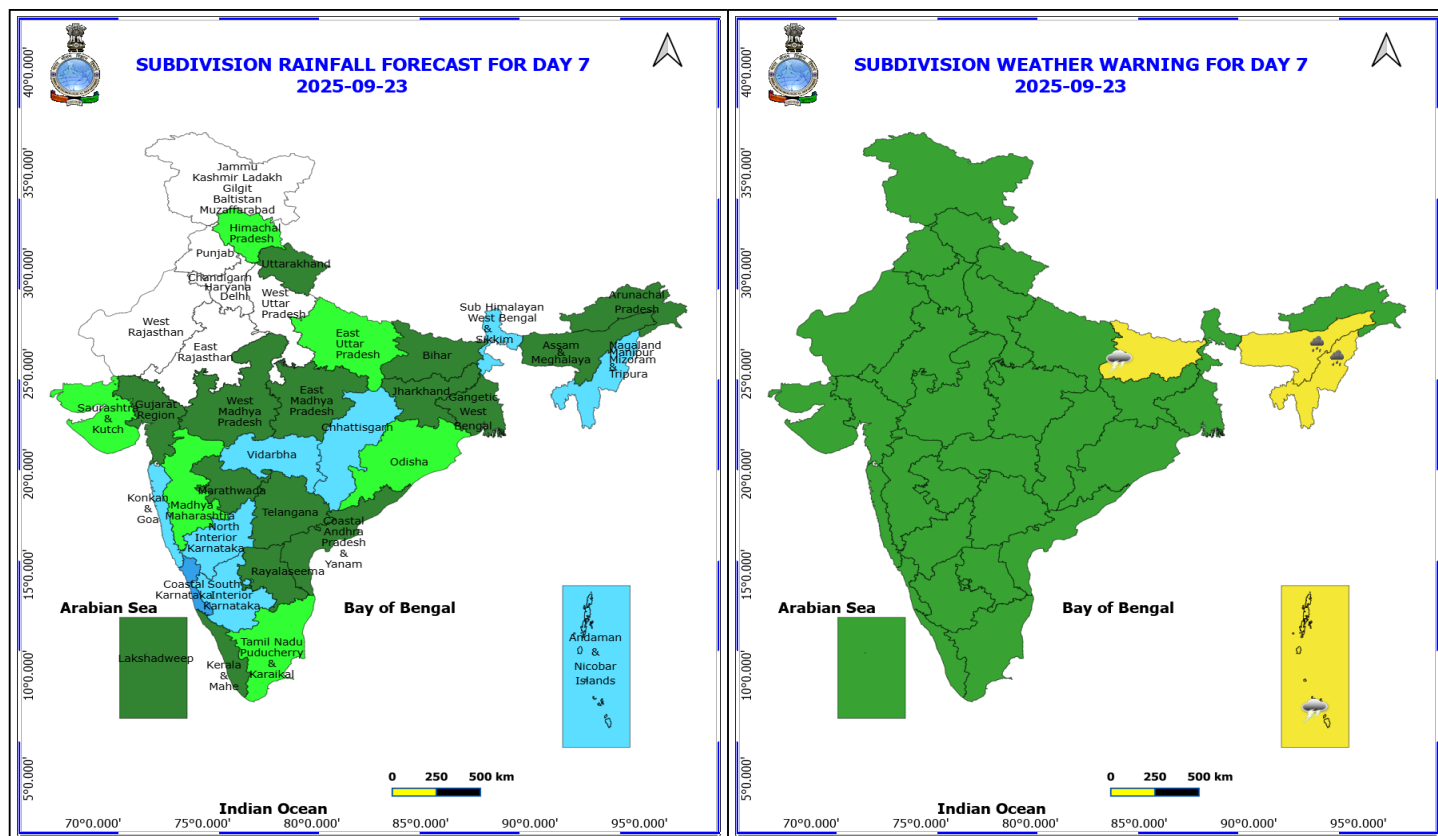 SUBDIVISION RAINFALL FORECAST FOR DAY 7
2025-09-23
40°0.000'
35°0.000'
30°0.000'
25°0.000'
20°0.000'
15°0.000'
10°0.000'
5°0.000'
Jammu
Kashmir Ladakh
Gilgit
Baltistan
Muzaffarabad
Himachal
Pradesh
Punjab
Uttarakhand
Chandigarh
Haryana
Delhi
West
Uttar
Pradesh
West
Rajasthan
East
Rajasthan
East
Uttar
Pradesh
Bihar
Sub Himalayan
West Bengal
&
Sikkim
Arunachal
Pradesh
Assam
&
Meghalaya
Nagaland
Manipur
Mizoram
&
Tripura
Saurashtra
&
Kutch
Gujarat
Region
West
Madhya
Pradesh
East
Madhya
Pradesh
Jharkhand
Gangetic
West
Bengal
Chhattisgarh
Vidarbha
Odisha
Konkan
&
Goa
Madhya
Maharashtra
Marathwada
Telangana
North
Interior
Karnataka
Coastal
Andhra
Pradesh
&
Yanam
Rayalaseema
Coastal
Karnataka
South
Interior
Karnataka
Arabian Sea
Bay of Bengal
Lakshadweep
Kerala
&
Mahe
Tamil Nadu
Puducherry
&
Karaikal
Andaman
&
Nicobar
Islands
0 250 500 km
Indian Ocean
70°0.000' 75°0.000' 80°0.000' 85°0.000' 90°0.000' 95°0.000'
SUBDIVISION WEATHER WARNING FOR DAY 7
2025-09-23
40°0.000'
35°0.000'
30°0.000'
25°0.000'
20°0.000'
15°0.000'
10°0.000'
5°0.000'
Arabian Sea
Bay of Bengal
0 250 500 km
Indian Ocean
70°0.000' 75°0.000' 80°0.000' 85°0.000' 90°0.000' 95°0.000'